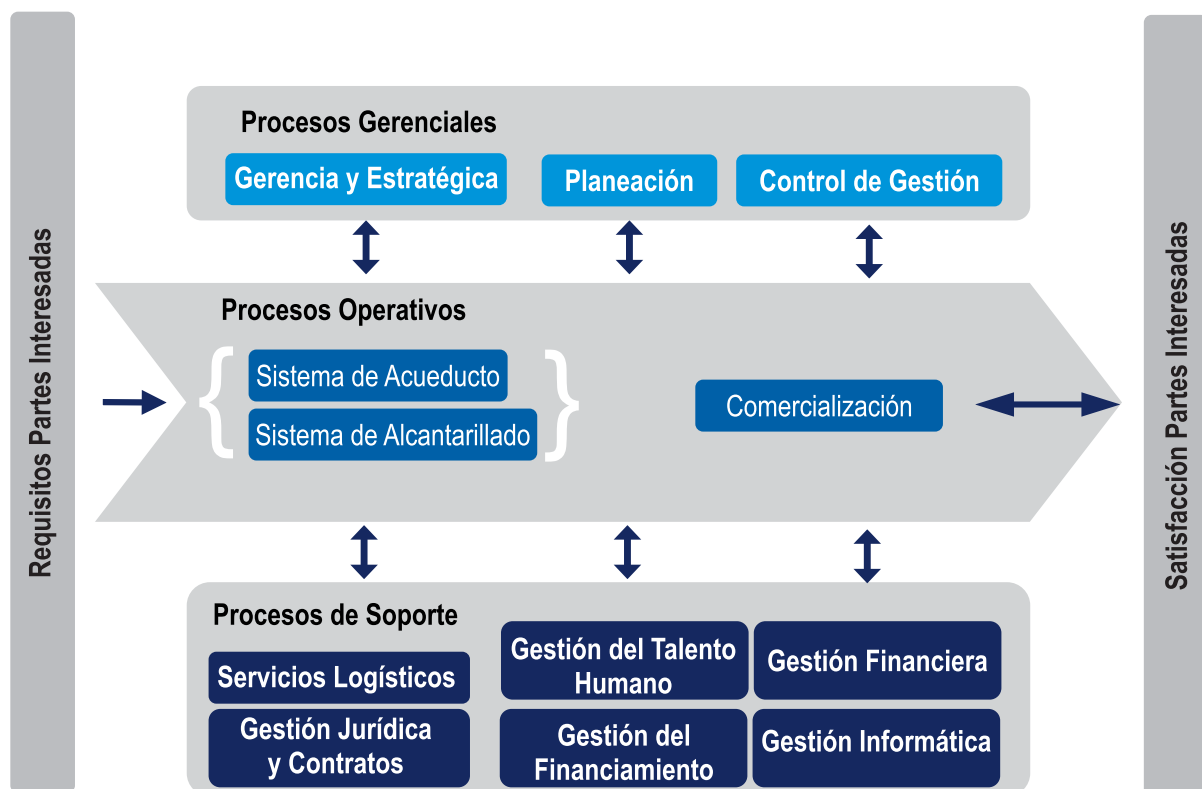 Requisitos Partes Interesadas
Procesos Gerenciales
Gerencia y Estratégica
Planeación
Control de Gestión
Procesos Operativos
Sistema de Acueducto
Sistema de Alcantarillado
Comercialización
Procesos de Soporte
Servicios Logísticos
Gestión Jurídica
y Contratos
Gestión del Talento
Humano
Gestión del
Financiamiento
Gestión Financiera
Gestión Informática
Satisfacción Partes Interesadas